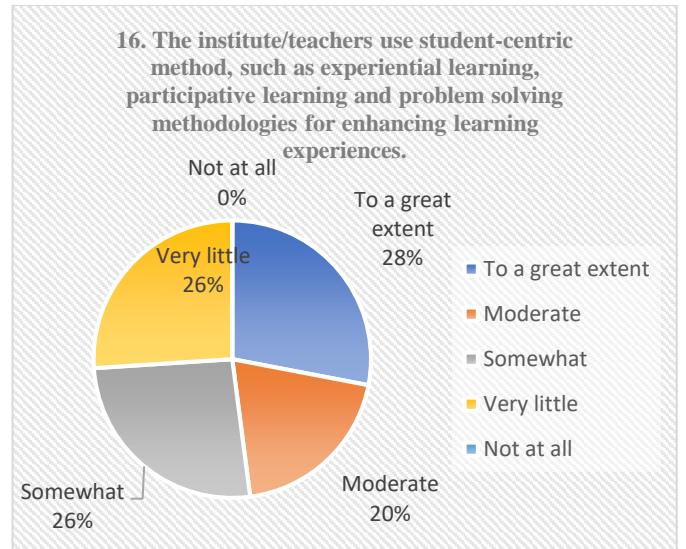 16. The institute/teachers use student-centric
method, such as experiential learning,
participative learning and problem solving
methodologies for enhancing learning
experiences.
Not at all
0%
To a great
extent
28%
Very little
26%
Somewhat
26%
Moderate
20%
To a great extent
Moderate
Somewhat
Very little
Not at all